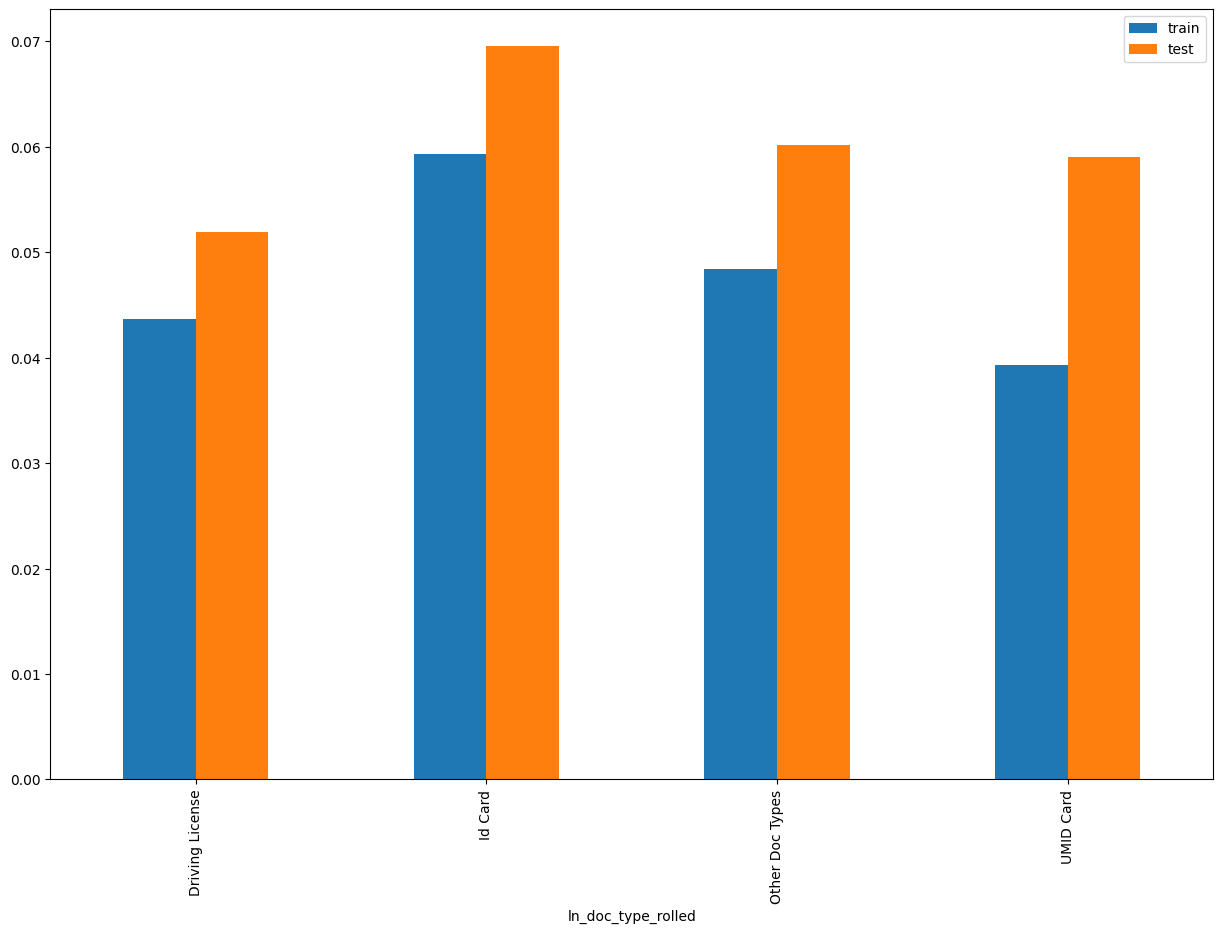 train
test
0.07
0.06
0.05
0.04
0.03
0.02
0.01
0.00
Driving License
Id Card
Other Doc Types
UMID Card
ln_doc_type_rolled